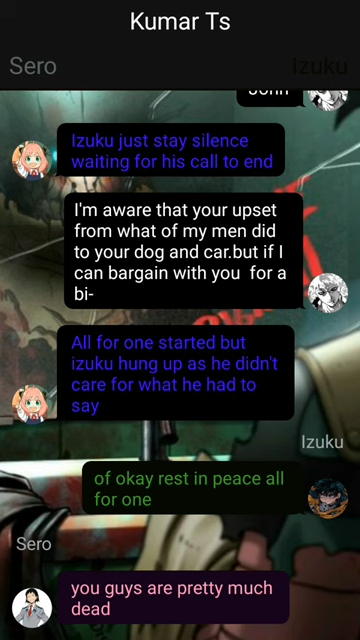 Kumar Ts
Sero
Izuku
John
Izuku just stay silence
waiting for his call to end
I'm aware that your upset
from what of my men did
to your dog and car.but if I
can bargain with you  for a
bi-
All for one started but
izuku hung up as he didn't
care for what he had to
say
Izuku
of okay rest in peace all
for one
Sero
you guys are pretty much
dead